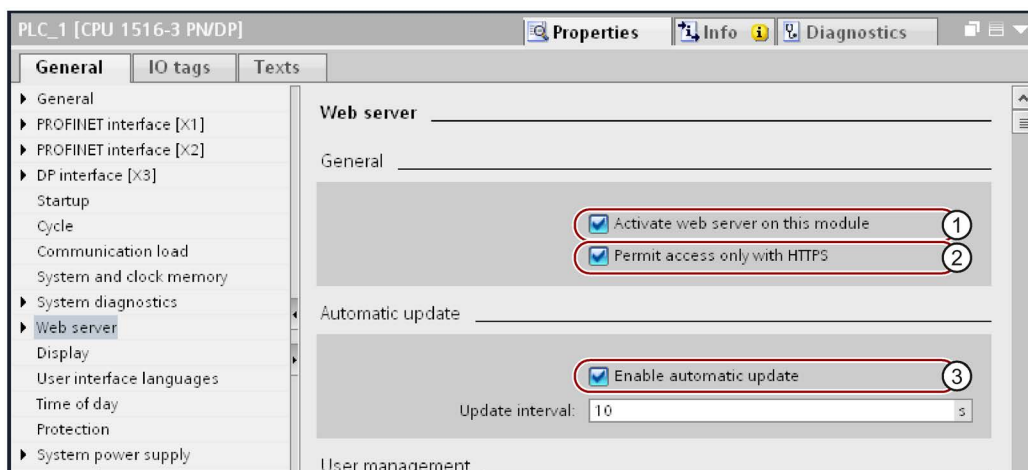 PLC_1 [CPU 1516-3 PN/DP]
Properties
Info
Diagnostics
General
IO tags
Texts
General
PROFINET interface [X1]
PROFINET interface [X2]
DP interface [X3]
Startup
Cycle
Communication load
System and clock memory
System diagnostics
Web server
Display
User interface languages
Time of day
Protection
System power supply
Web server
General
Activate web server on this module
1
Permit access only with HTTPS
2
Automatic update
Enable automatic update
3
Update interval: 10 s
User management